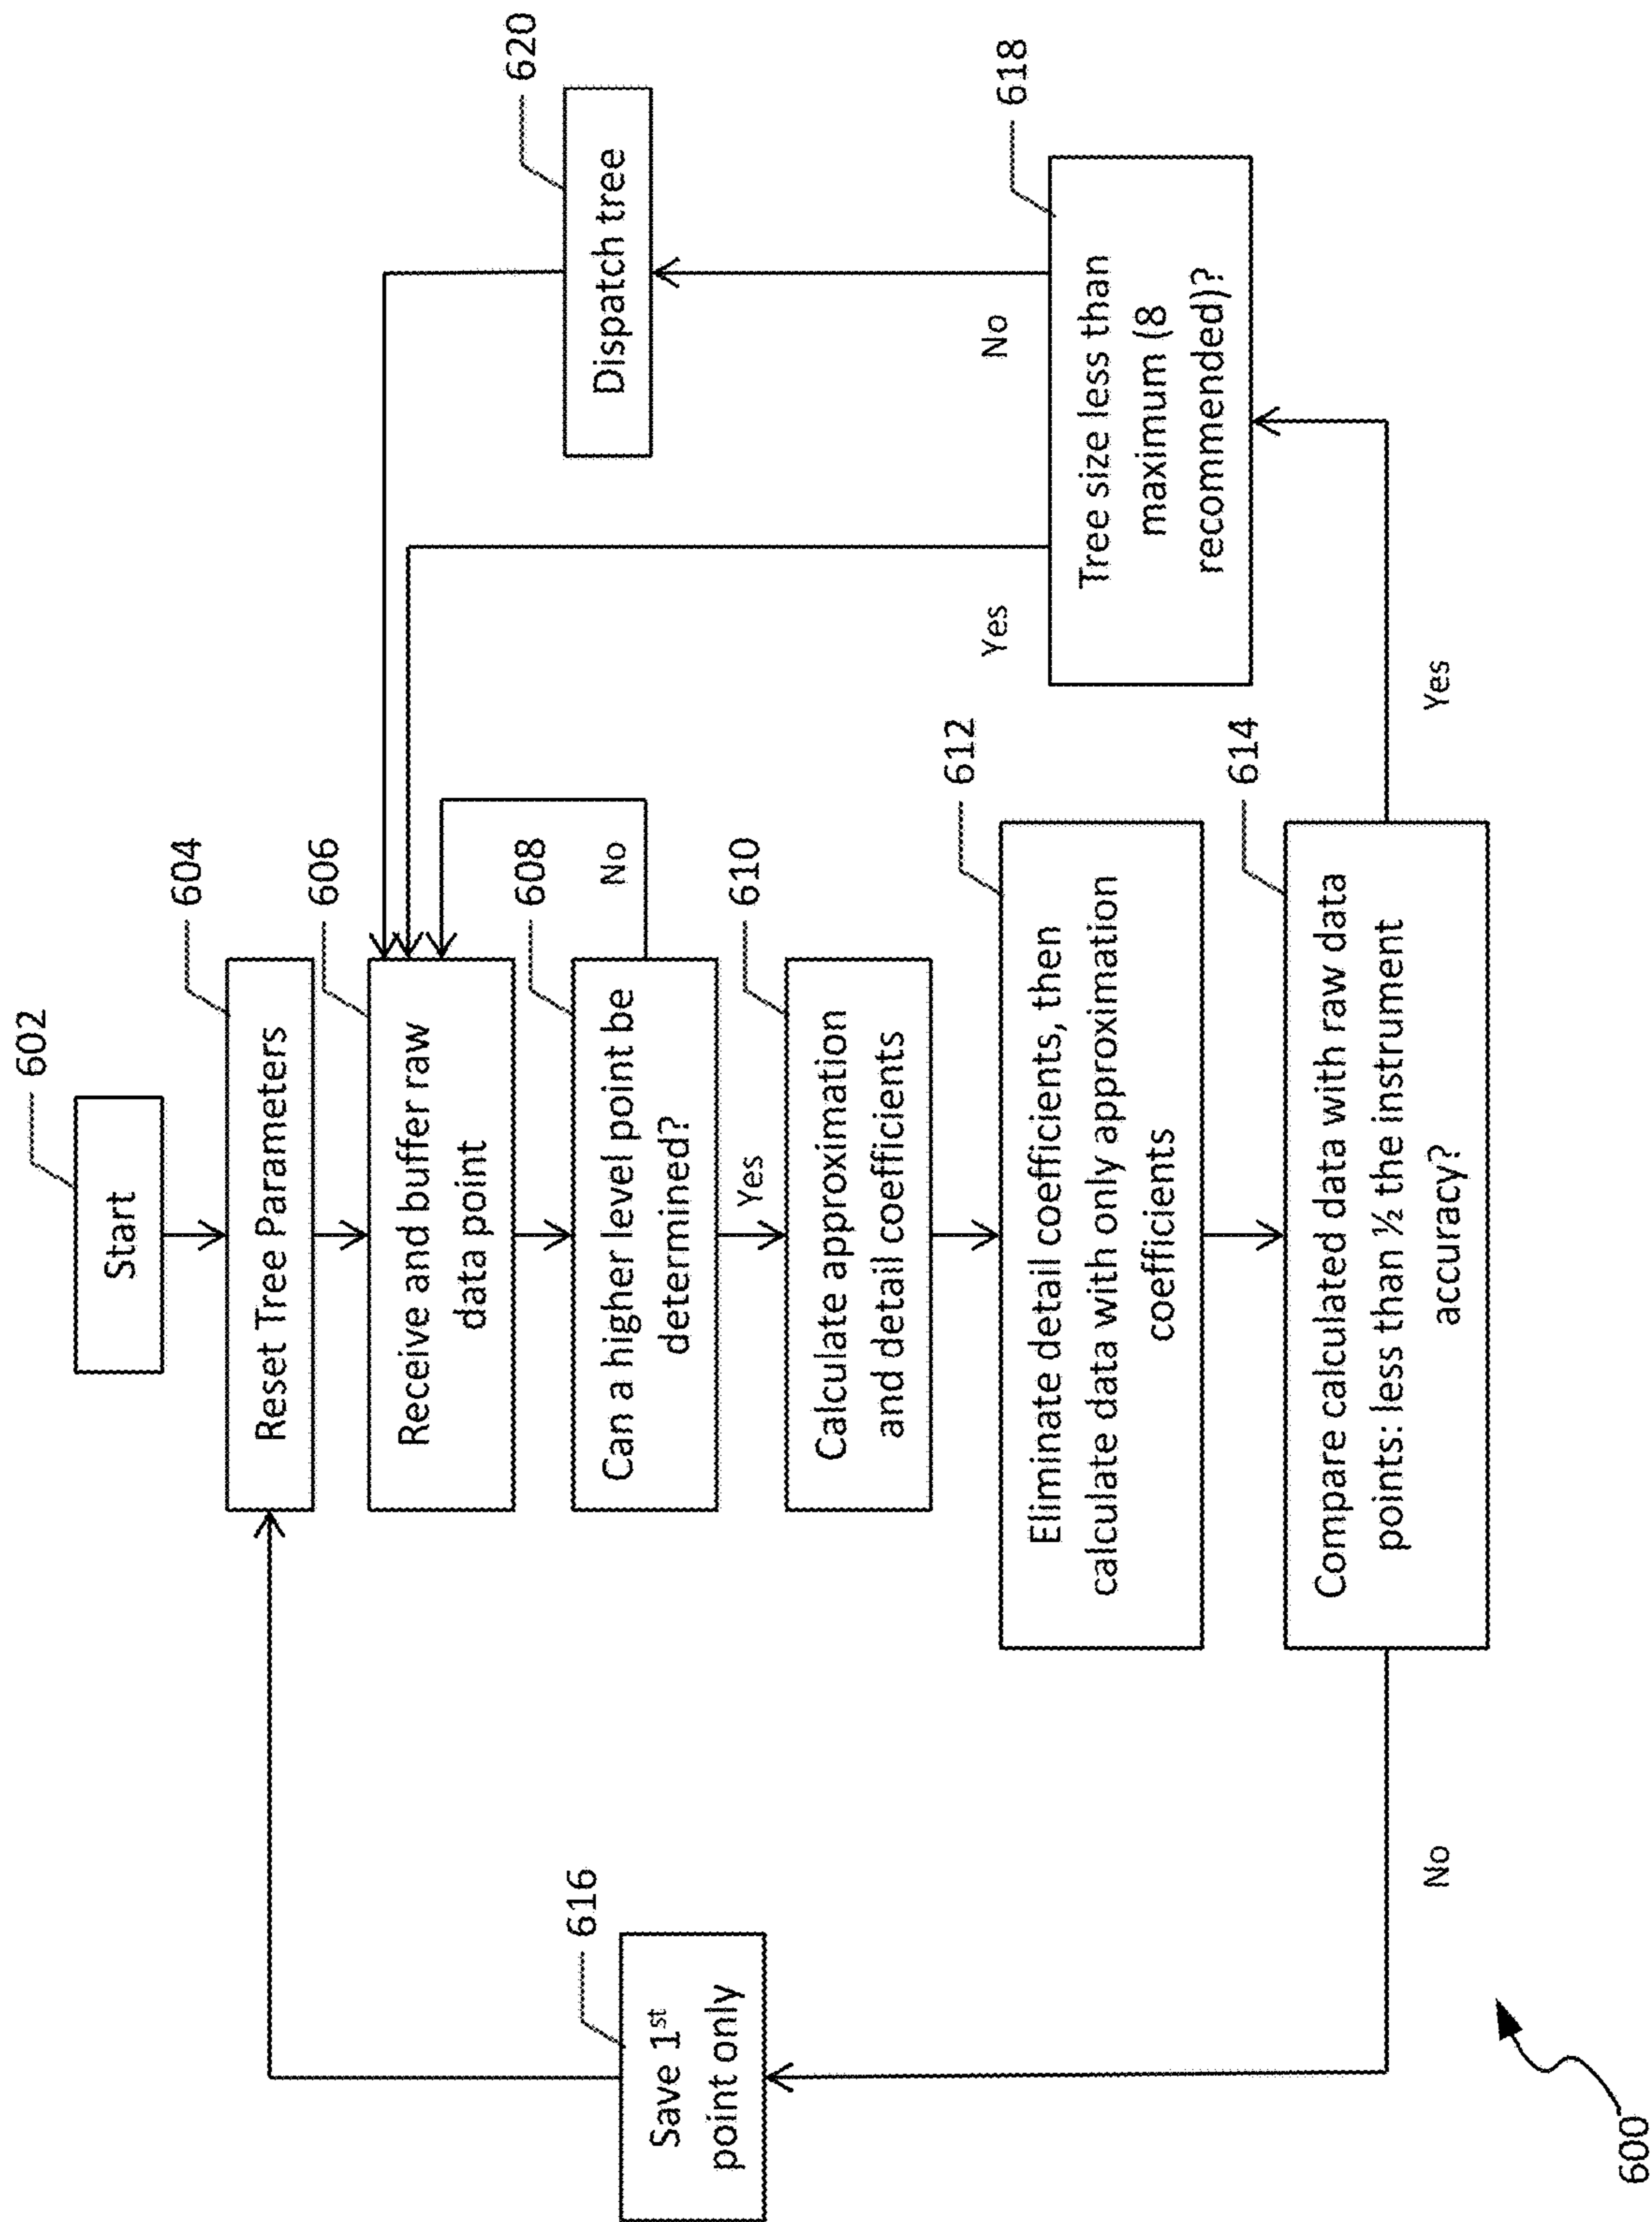 602
Start
604
Reset Tree Parameters
606
Receive and buffer raw
data point
608
Can a higher level point be
determined?
No
Yes
610
Calculate approximation
and detail coefficients
612
Eliminate detail coefficients, then
calculate data with only approximation
coefficients
614
Compare calculated data with raw data
points: less than ½ the instrument
accuracy?
No
Yes
616
Save 1st
point only
618
Tree size less than
maximum (8
recommended)?
Yes
No
620
Dispatch tree
600